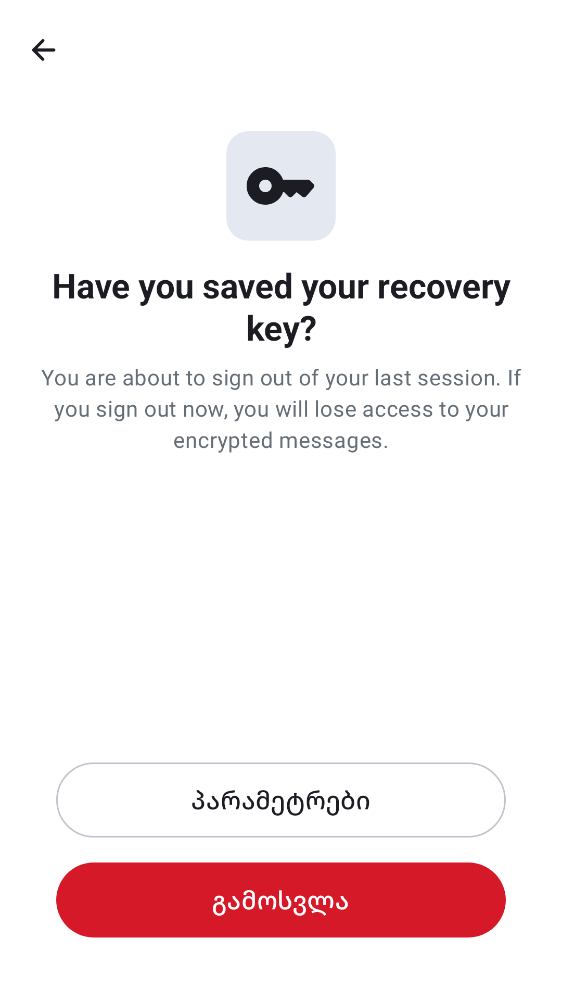 Have you saved your recovery
key?
You are about to sign out of your last session. If
you sign out now, you will lose access to your
encrypted messages.
პარამეტრები
გამოსვლა